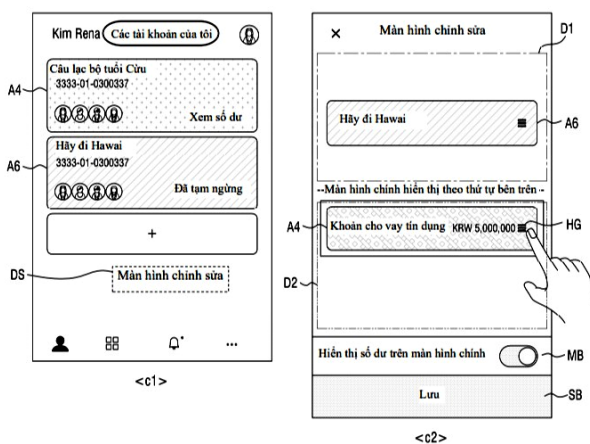 Kim Rena
Các tài khoản của tôi
Câu lạc bộ tuổi Cừu
3333-01-0300337
Xem số dư
A4
Hãy đi Hawai
3333-01-0300337
Đã tạm ngừng
A6
+
DS
Màn hình chỉnh sửa
<c1>
×
Màn hình chỉnh sửa
D1
Hãy đi Hawai
A6
--Màn hình chính hiển thị theo thứ tự bên trên--
A4
Khoản cho vay tín dụng KRW 5,000,000
HG
D2
Hiển thị số dư trên màn hình chính
MB
Lưu
SB
<c2>